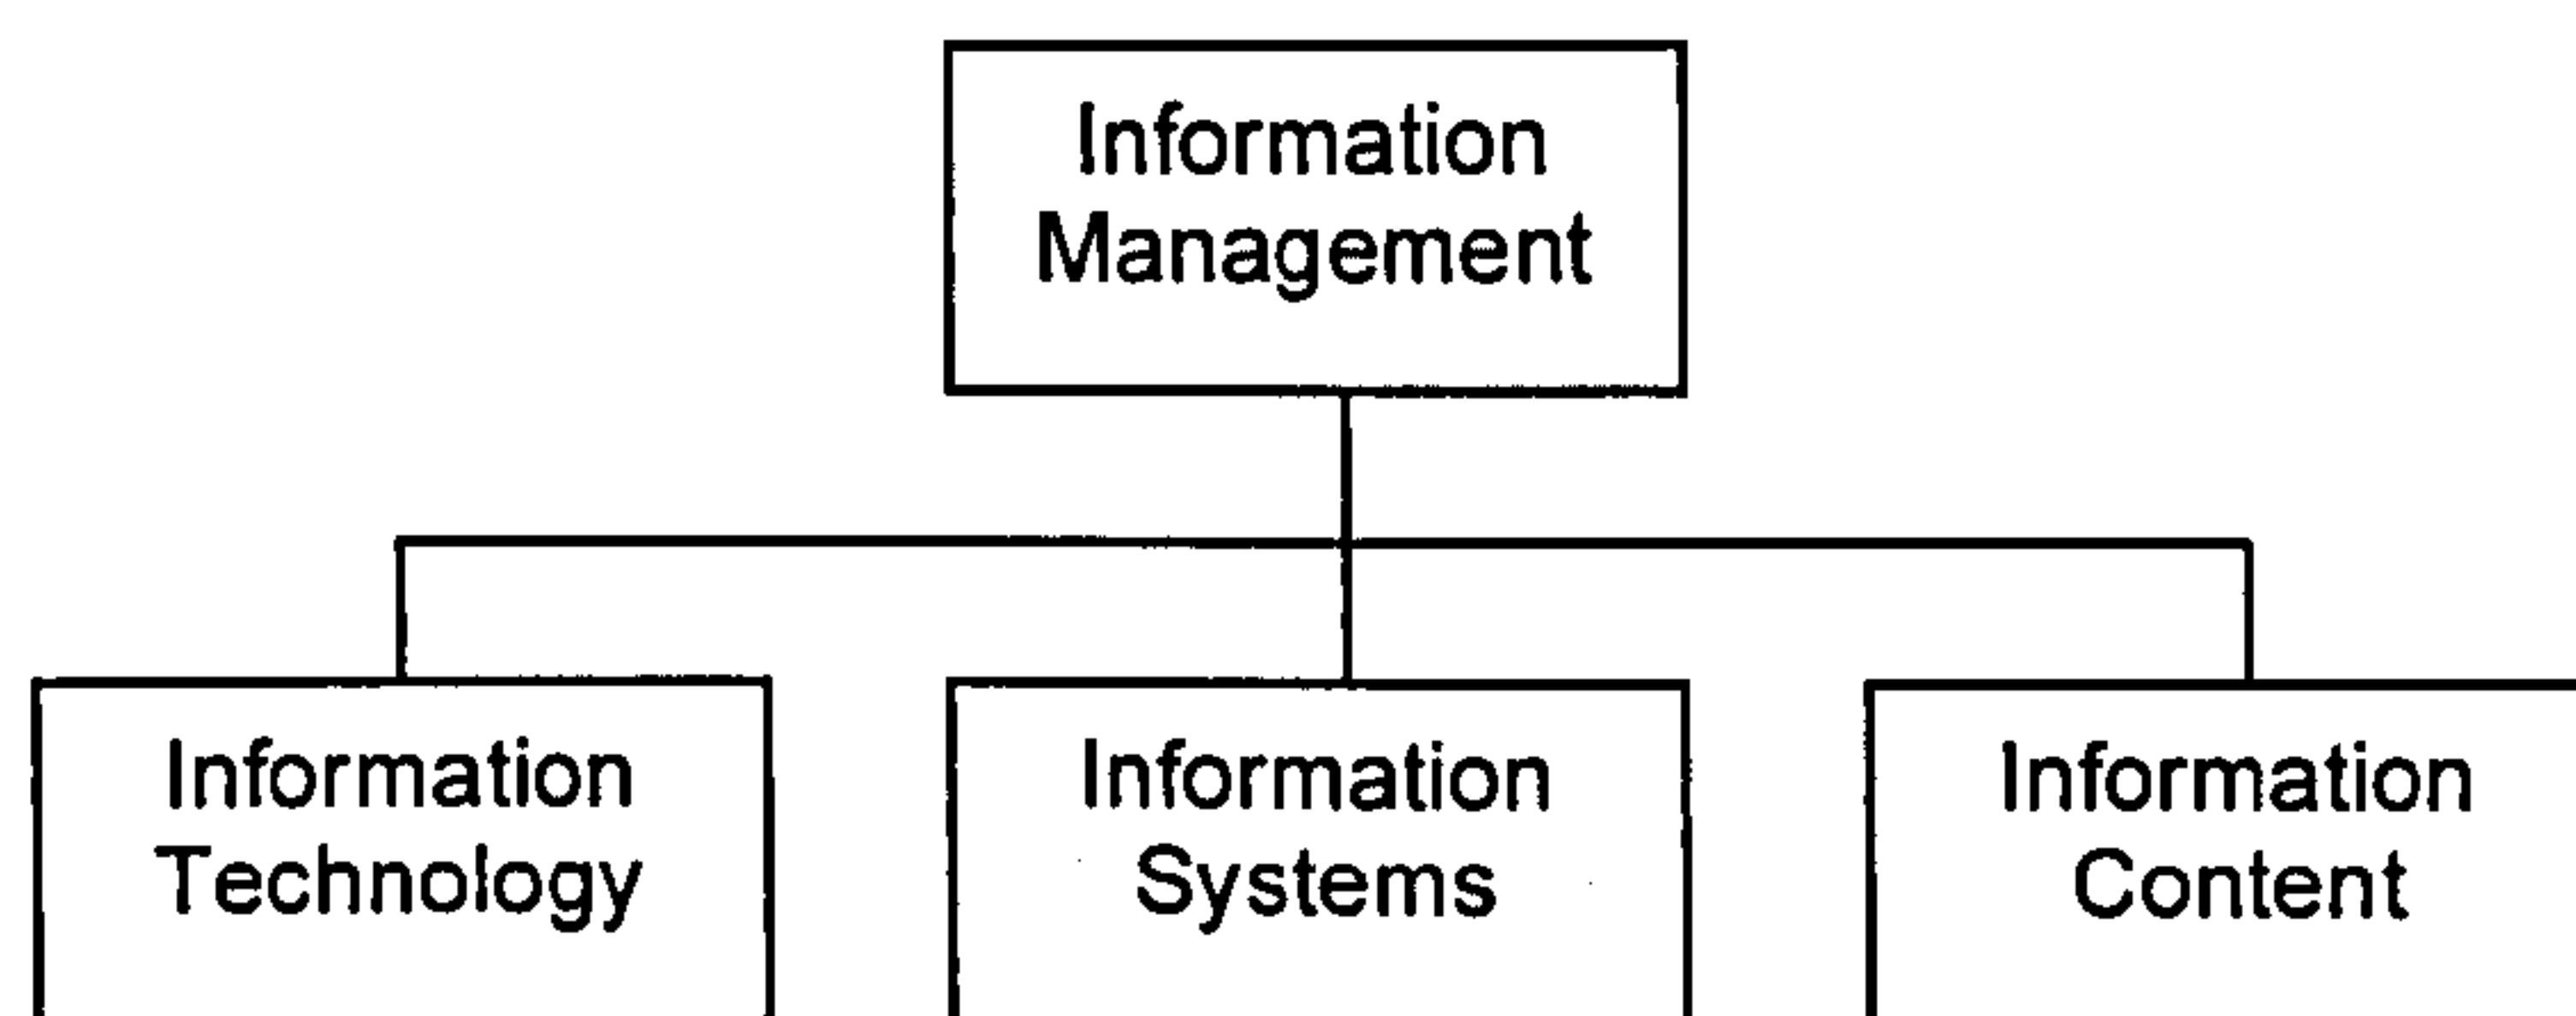 Information
Management
Information
Technology
Information
Systems
Information
Content